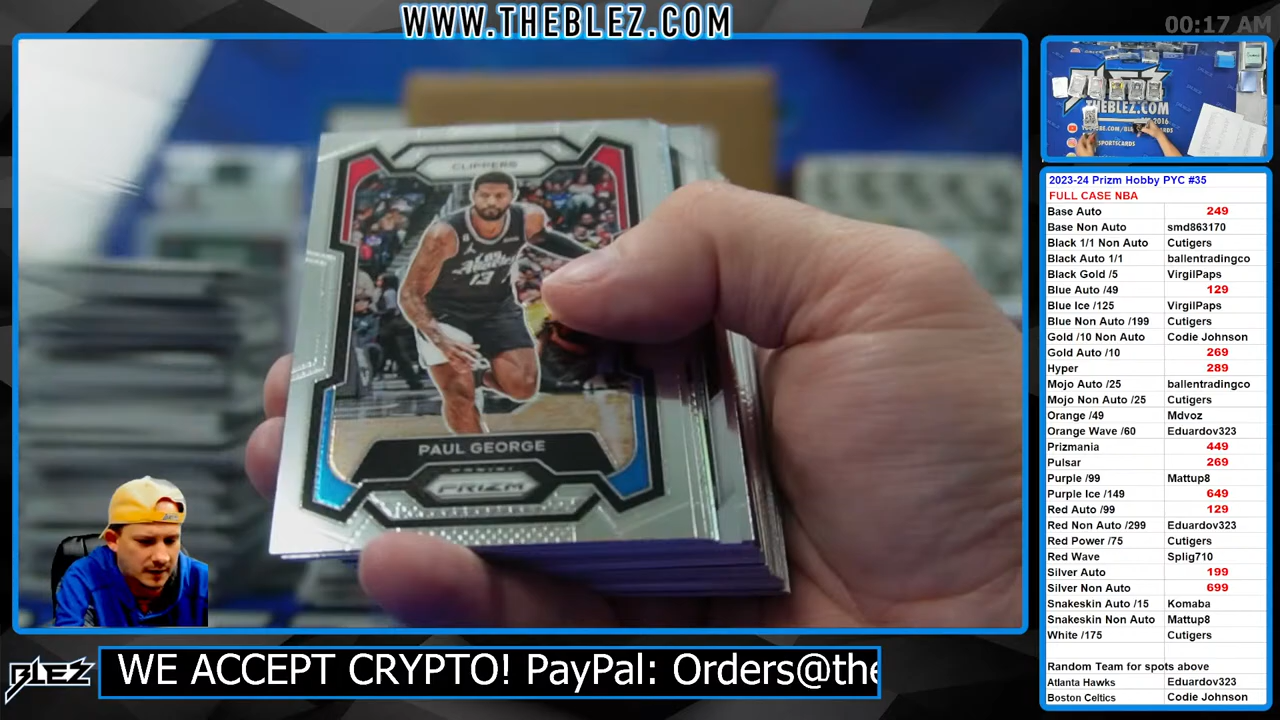 WWW.THEBLEZ.COM
00:17 AM
CLIPPERS
13
PAUL GEORGE
PANINI
PRIZM
THEBLEZ.COM
2023-24 Prizm Hobby PYC #35
FULL CASE NBA
Base Auto 249
Base Non Auto smd863170
Black 1/1 Non Auto Cutigers
Black Auto 1/1 ballentradingco
Black Gold /5 VirgilPaps
Blue Auto /49 129
Blue Ice /125 VirgilPaps
Blue Non Auto /199 Cutigers
Gold /10 Non Auto Codie Johnson
Gold Auto /10 269
Hyper 289
Mojo Auto /25 ballentradingco
Mojo Non Auto /25 Cutigers
Orange /49 Mdvoz
Orange Wave /60 Eduardov323
Prizmania 449
Pulsar 269
Purple /99 Mattup8
Purple Ice /149 649
Red Auto /99 129
Red Non Auto /299 Eduardov323
Red Power /75 Cutigers
Red Wave Splig710
Silver Auto 199
Silver Non Auto 699
Snakeskin Auto /15 Komaba
Snakeskin Non Auto Mattup8
White /175 Cutigers
Random Team for spots above
Atlanta Hawks Eduardov323
Boston Celtics Codie Johnson
BLEZ
WE ACCEPT CRYPTO! PayPal: Orders@the